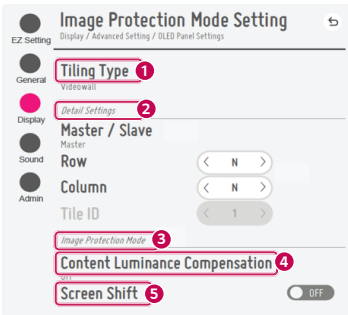 Image Protection Mode Setting
Display / Advanced Setting / OLED Panel Settings
EZ Setting
General
Display
Sound
Admin
Tiling Type 1
Videowall
Detail Settings 2
Master / Slave
Master
Row < N >
Column < N >
Tile ID < 1 >
Image Protection Mode 3
Content Luminance Compensation 4
Off
Screen Shift 5 OFF